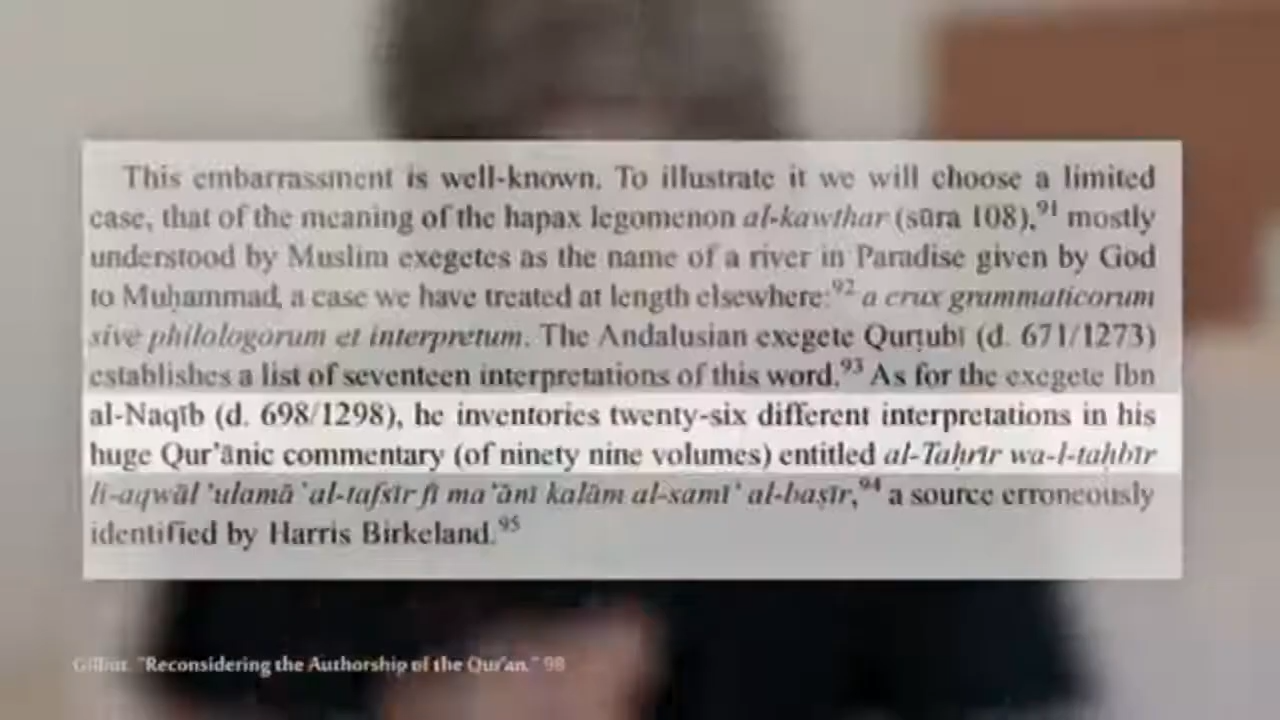 This embarrassment is well-known. To illustrate it we will choose a limited
case, that of the meaning of the hapax legomenon al-kawthar (sūra 108),91 mostly
understood by Muslim exegetes as the name of a river in Paradise given by God
to Muḥammad, a case we have treated at length elsewhere:92 a crux grammaticorum
sive philologorum et interpretum. The Andalusian exegete Qurṭubī (d. 671/1273)
establishes a list of seventeen interpretations of this word.93 As for the exegete Ibn
al-Naqīb (d. 698/1298), he inventories twenty-six different interpretations in his
huge Qur'ānic commentary (of ninety nine volumes) entitled al-Taḥrīr wa-l-taḥbīr
li-aqwāl 'ulamā 'al-tafsīr fī ma'ānī kalām al-samī' al-baṣīr,94 a source erroneously
identified by Harris Birkeland.95
Gilliot. "Reconsidering the Authorship of the Qur'an." 98